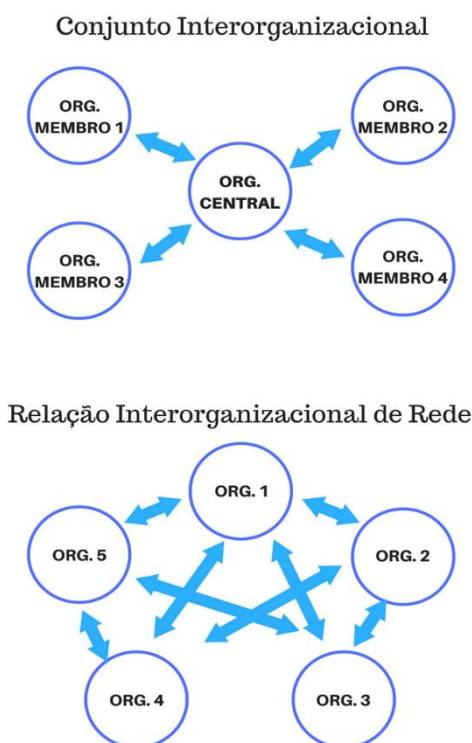 Conjunto Interorganizacional
ORG.
MEMBRO 1
ORG.
MEMBRO 2
ORG.
CENTRAL
ORG.
MEMBRO 3
ORG.
MEMBRO 4
Relação Interorganizacional de Rede
ORG. 1
ORG. 5
ORG. 2
ORG. 4
ORG. 3